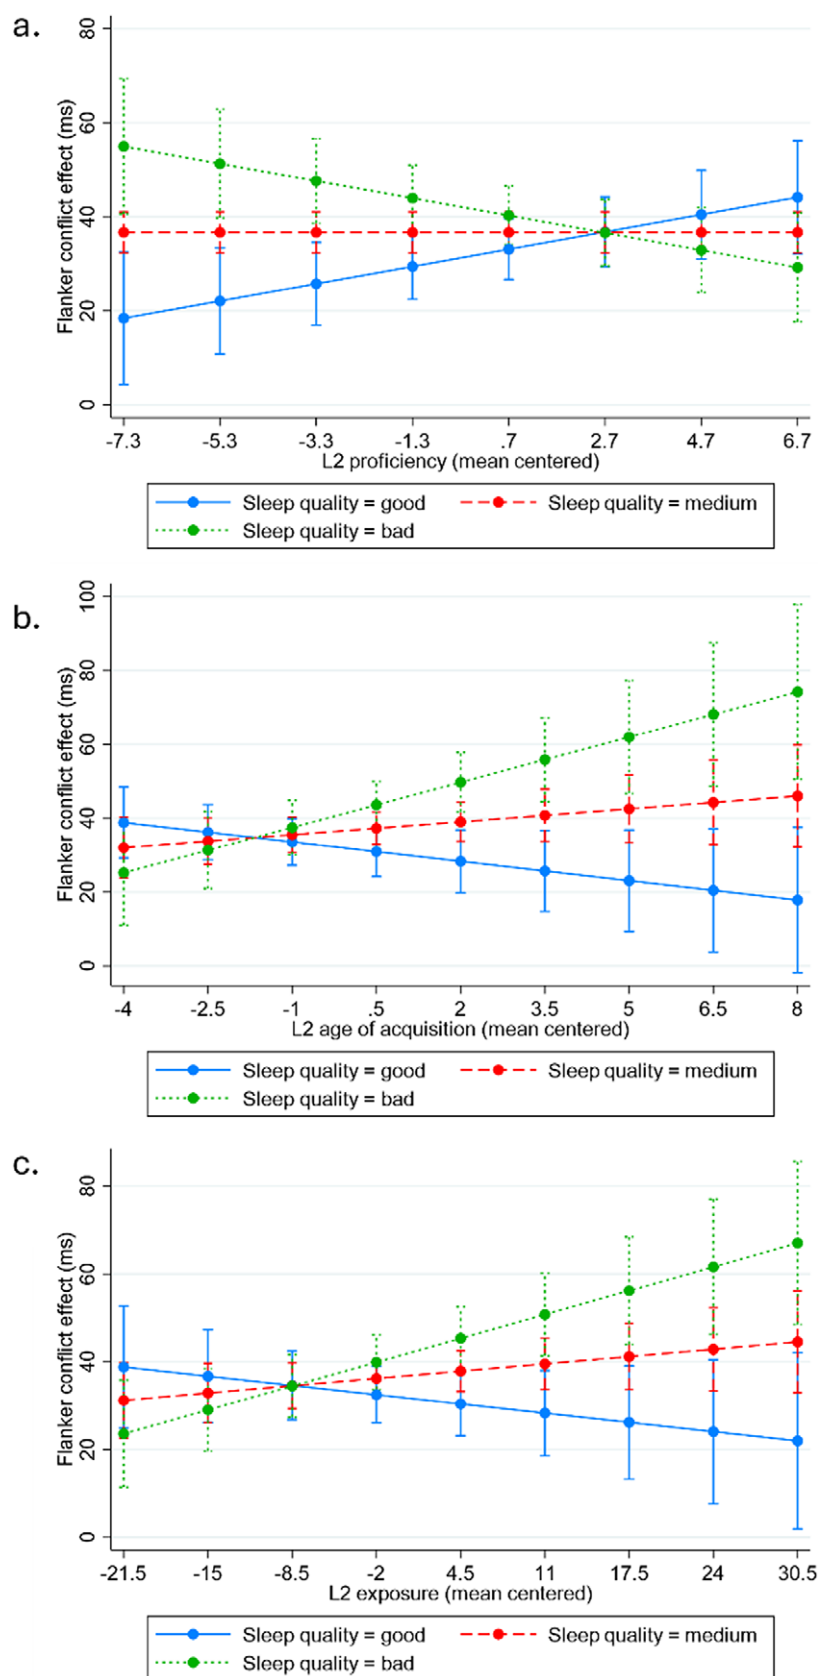 a.
Flanker conflict effect (ms)
80
60
40
20
0
-7.3 -5.3 -3.3 -1.3 .7 2.7 4.7 6.7
L2 proficiency (mean centered)
Sleep quality = good Sleep quality = medium
Sleep quality = bad
b.
Flanker conflict effect (ms)
100
80
60
40
20
0
-4 -2.5 -1 .5 2 3.5 5 6.5 8
L2 age of acquisition (mean centered)
Sleep quality = good Sleep quality = medium
Sleep quality = bad
c.
Flanker conflict effect (ms)
80
60
40
20
0
-21.5 -15 -8.5 -2 4.5 11 17.5 24 30.5
L2 exposure (mean centered)
Sleep quality = good Sleep quality = medium
Sleep quality = bad